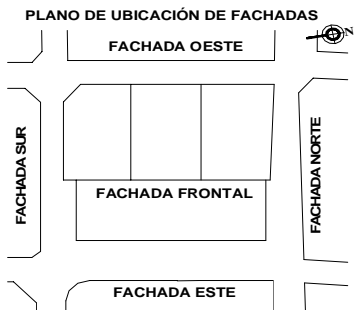 PLANO DE UBICACIÓN DE FACHADAS
FACHADA OESTE
N
FACHADA SUR
FACHADA FRONTAL
FACHADA NORTE
FACHADA ESTE